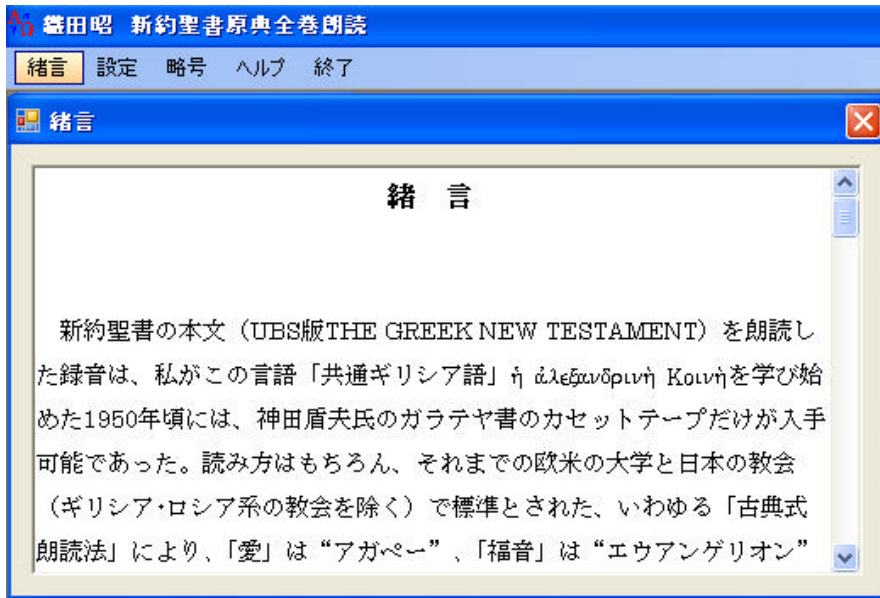 織田昭 新約聖書原典全巻朗読
緒言 設定 略号 ヘルプ 終了
緒言
緒 言
新約聖書の本文（UBS版THE GREEK NEW TESTAMENT）を朗読し
た録音は、私がこの言語「共通ギリシア語」ἡ ἀλεξανδρινὴ Κοινὴを学び始
めた1950年頃には、神田盾夫氏のガラテヤ書のカセットテープだけが入手
可能であった。読み方はもちろん、それまでの欧米の大学と日本の教会
（ギリシア・ロシア系の教会を除く）で標準とされた、いわゆる「古典式
朗読法」により、「愛」は“アガペー”、「福音」は“エウアンゲリオン”